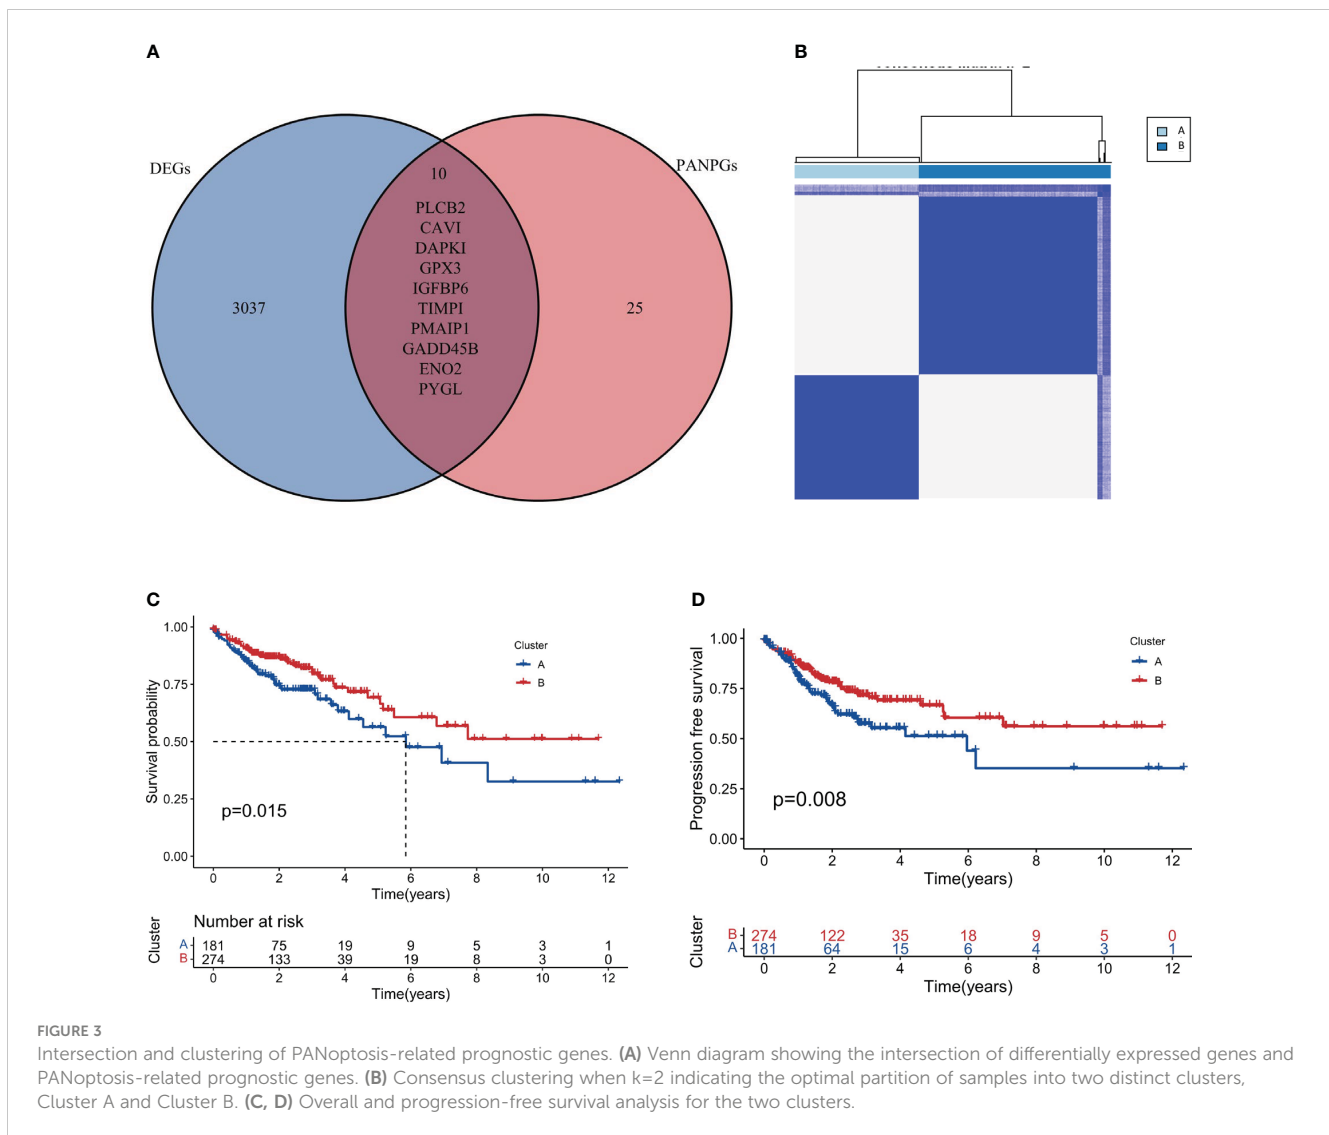 A
DEGs
PANPGs
10
PLCB2
CAVI
DAPKI
GPX3
IGFBP6
TIMPI
PMAIP1
GADD45B
ENO2
PYGL
3037
25
B
A
B
C
1.00
0.75
0.50
0.25
0.00
Survival probability
Cluster
A
B
p=0.015
0 2 4 6 8 10 12
Time(years)
Number at risk
Cluster
A 181 75 19 9 5 3 1
B 274 133 39 19 8 3 0
0 2 4 6 8 10 12
Time(years)
D
1.00
0.75
0.50
0.25
0.00
Progression free survival
Cluster
A
B
p=0.008
0 2 4 6 8 10 12
Time(years)
Cluster
B 274 122 35 18 9 5 0
A 181 64 15 6 4 3 1
0 2 4 6 8 10 12
Time(years)
FIGURE 3
Intersection and clustering of PANoptosis-related prognostic genes. (A) Venn diagram showing the intersection of differentially expressed genes and
PANoptosis-related prognostic genes. (B) Consensus clustering when k=2 indicating the optimal partition of samples into two distinct clusters,
Cluster A and Cluster B. (C, D) Overall and progression-free survival analysis for the two clusters.